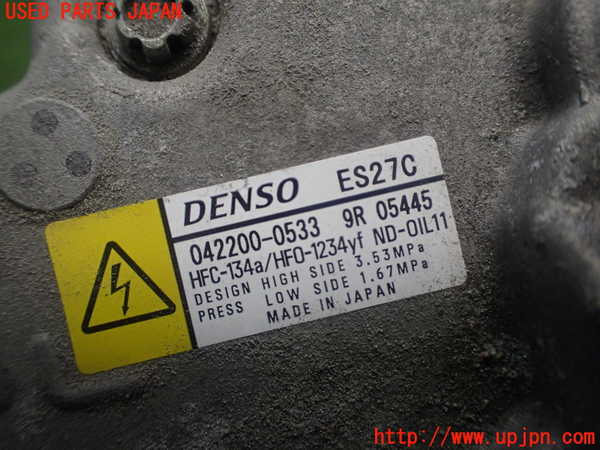 USED PARTS JAPAN
DENSO ES27C
042200-0533 9R 05445
HFC-134a/HFO-1234yf ND-OIL11
DESIGN HIGH SIDE 3.53MPa
PRESS LOW SIDE 1.67MPa
MADE IN JAPAN
http://www.upjpn.com/